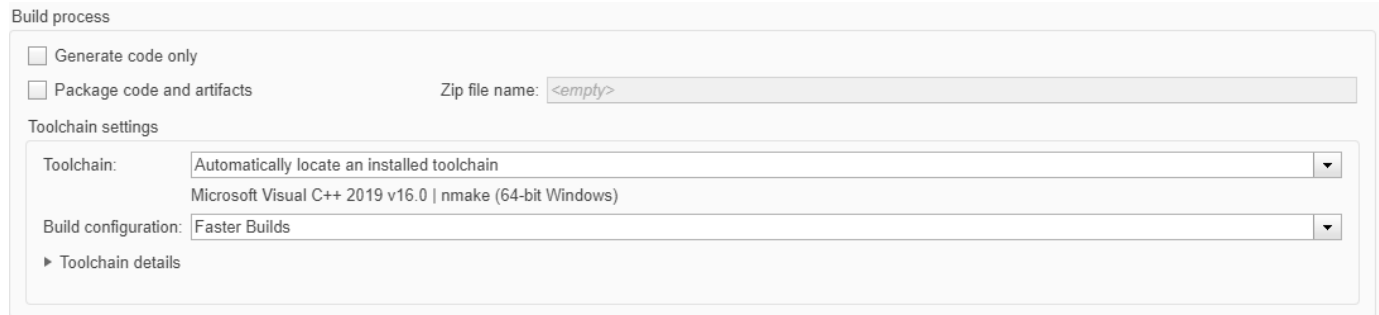 Build process
Generate code only
Package code and artifacts Zip file name: <empty>
Toolchain settings
Toolchain: Automatically locate an installed toolchain
Microsoft Visual C++ 2019 v16.0 | nmake (64-bit Windows)
Build configuration: Faster Builds
Toolchain details